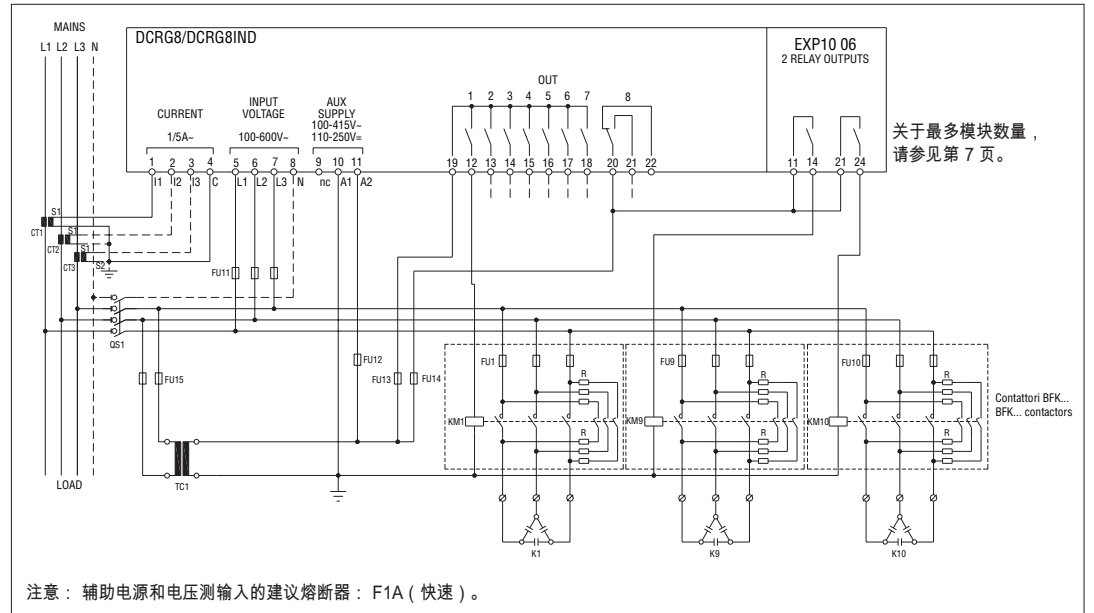 MAINS
L1 L2 L3 N
DCRG8/DCRG8IND
EXP10 06
2 RELAY OUTPUTS
OUT
1 2 3 4 5 6 7 8
CURRENT
1/5A~
INPUT
VOLTAGE
100-600V~
AUX
SUPPLY
100-415V~
110-250V=
关于最多模块数量，
请参见第 7 页。
1 2 3 4 5 6 7 8 9 10 11 19 12 13 14 15 16 17 18 20 21 22 11 14 21 24
I1 I2 I3 C L1 L2 L3 N nc A1 A2
S1
CT1
S1
CT2
S1
CT3
S2
FU11
QS1
FU15
FU12
FU13
FU14
FU1
FU9
FU10
R
R
R
Contattori BFK...
BFK... contactors
KM1
KM9
KM10
R
R
R
LOAD
TC1
K1
K9
K10
注意： 辅助电源和电压测输入的建议熔断器： F1A（快速）。